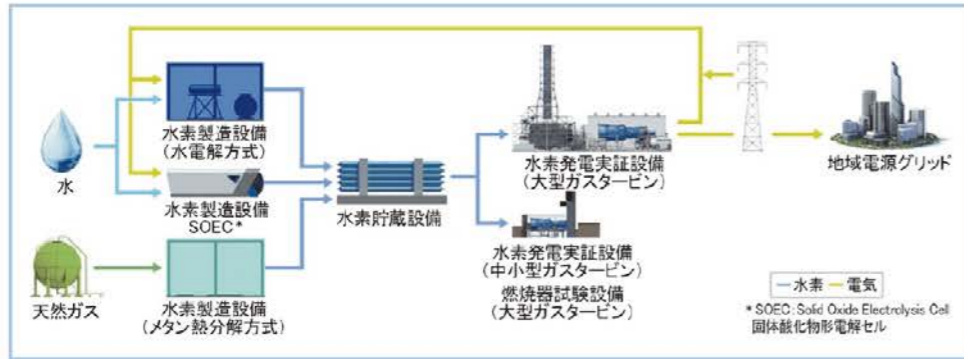 水
天然ガス
水素製造設備
(水電解方式)
水素製造設備
SOEC*
水素製造設備
(メタン熱分解方式)
水素貯蔵設備
水素発電実証設備
(大型ガスタービン)
水素発電実証設備
(中小型ガスタービン)
燃焼器試験設備
(大型ガスタービン)
地域電源グリッド
水素 電気
* SOEC:Solid Oxide Electrolysis Cell
固体酸化物形電解セル